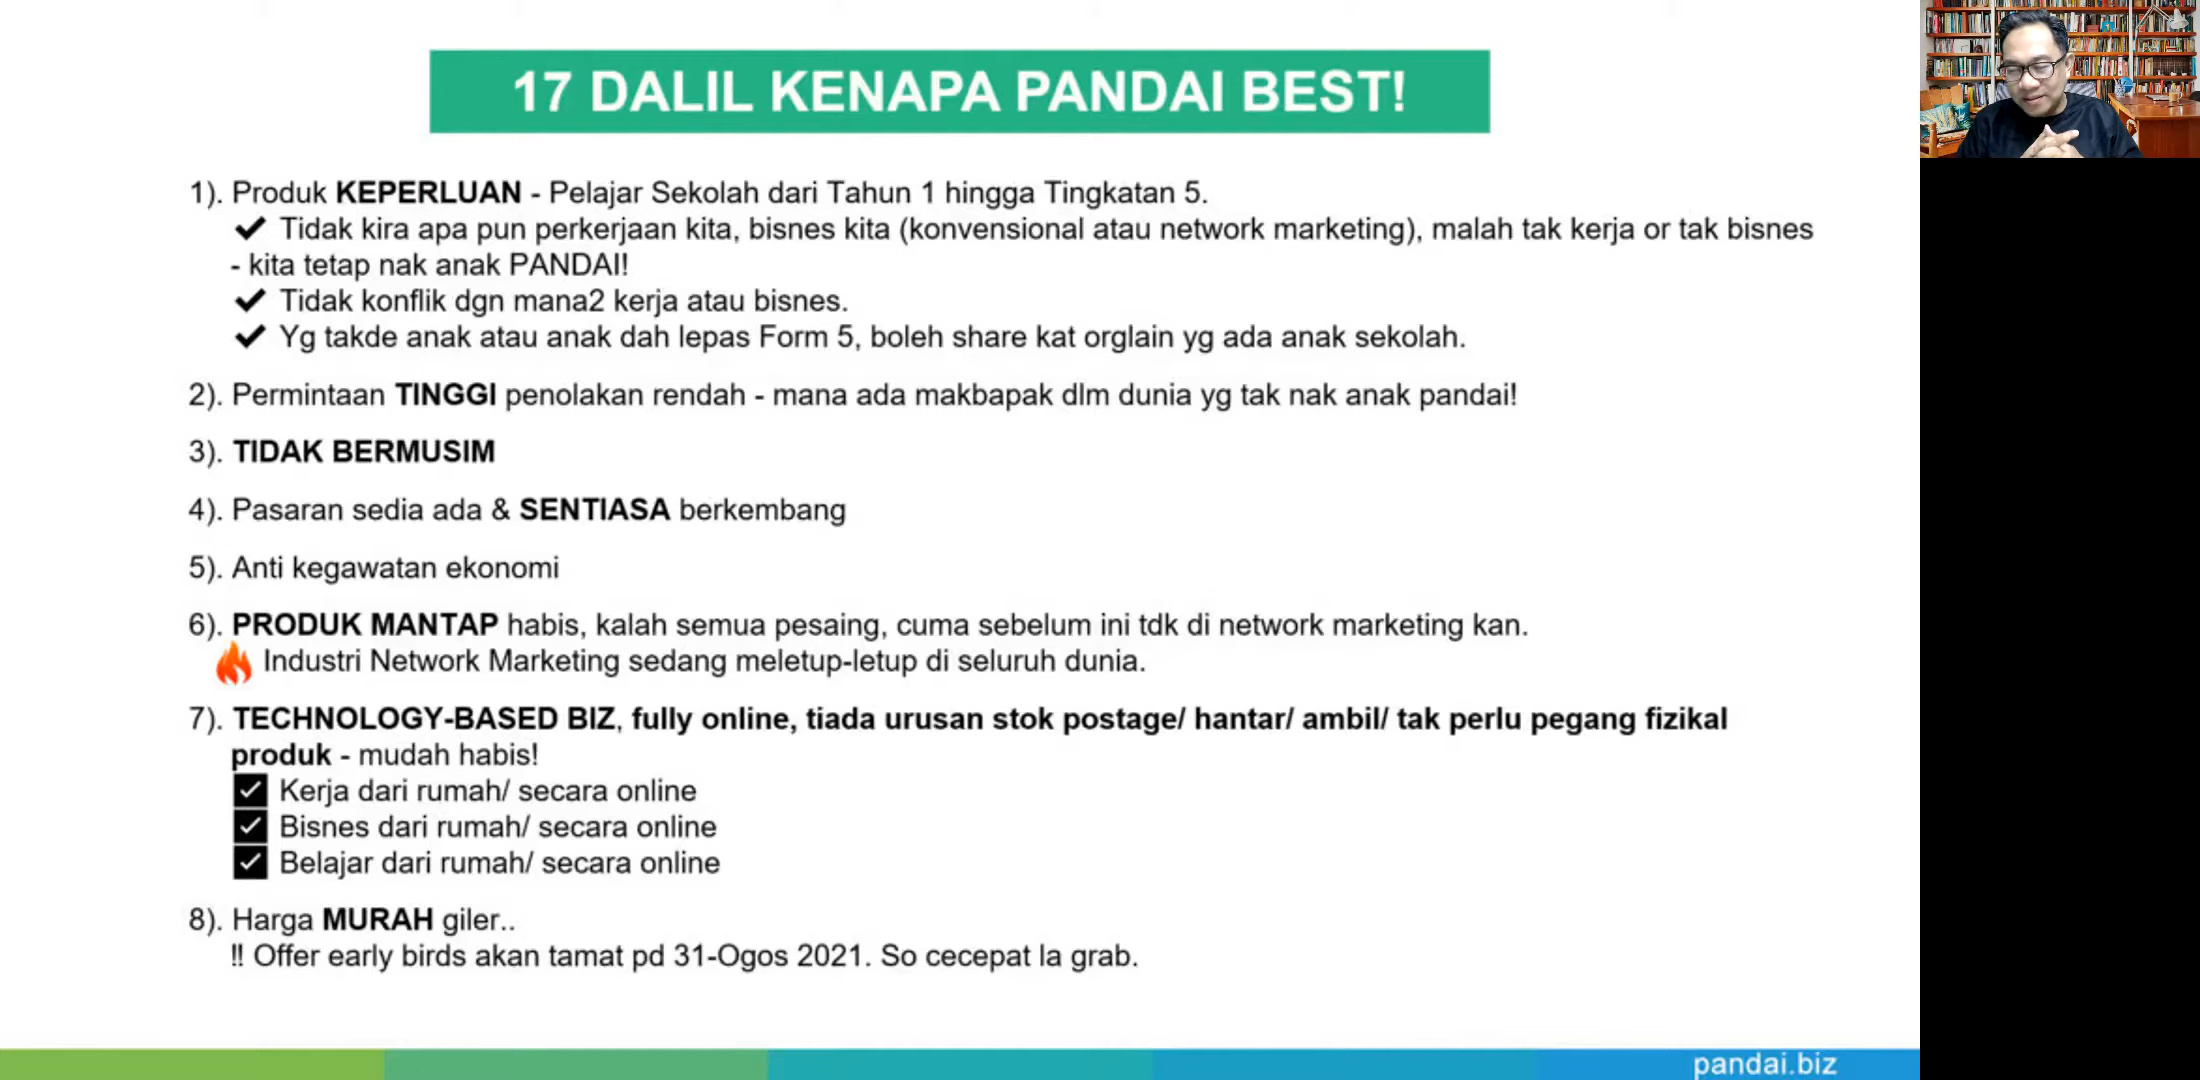 17 DALIL KENAPA PANDAI BEST!
1). Produk KEPERLUAN - Pelajar Sekolah dari Tahun 1 hingga Tingkatan 5.
✔ Tidak kira apa pun perkerjaan kita, bisnes kita (konvensional atau network marketing), malah tak kerja or tak bisnes
- kita tetap nak anak PANDAI!
✔ Tidak konflik dgn mana2 kerja atau bisnes.
✔ Yg takde anak atau anak dah lepas Form 5, boleh share kat orglain yg ada anak sekolah.
2). Permintaan TINGGI penolakan rendah - mana ada makbapak dlm dunia yg tak nak anak pandai!
3). TIDAK BERMUSIM
4). Pasaran sedia ada & SENTIASA berkembang
5). Anti kegawatan ekonomi
6). PRODUK MANTAP habis, kalah semua pesaing, cuma sebelum ini tdk di network marketing kan.
🔥 Industri Network Marketing sedang meletup-letup di seluruh dunia.
7). TECHNOLOGY-BASED BIZ, fully online, tiada urusan stok postage/ hantar/ ambil/ tak perlu pegang fizikal
produk - mudah habis!
☑ Kerja dari rumah/ secara online
☑ Bisnes dari rumah/ secara online
☑ Belajar dari rumah/ secara online
8). Harga MURAH giler..
‼ Offer early birds akan tamat pd 31-Ogos 2021. So cecepat la grab.
pandai.biz